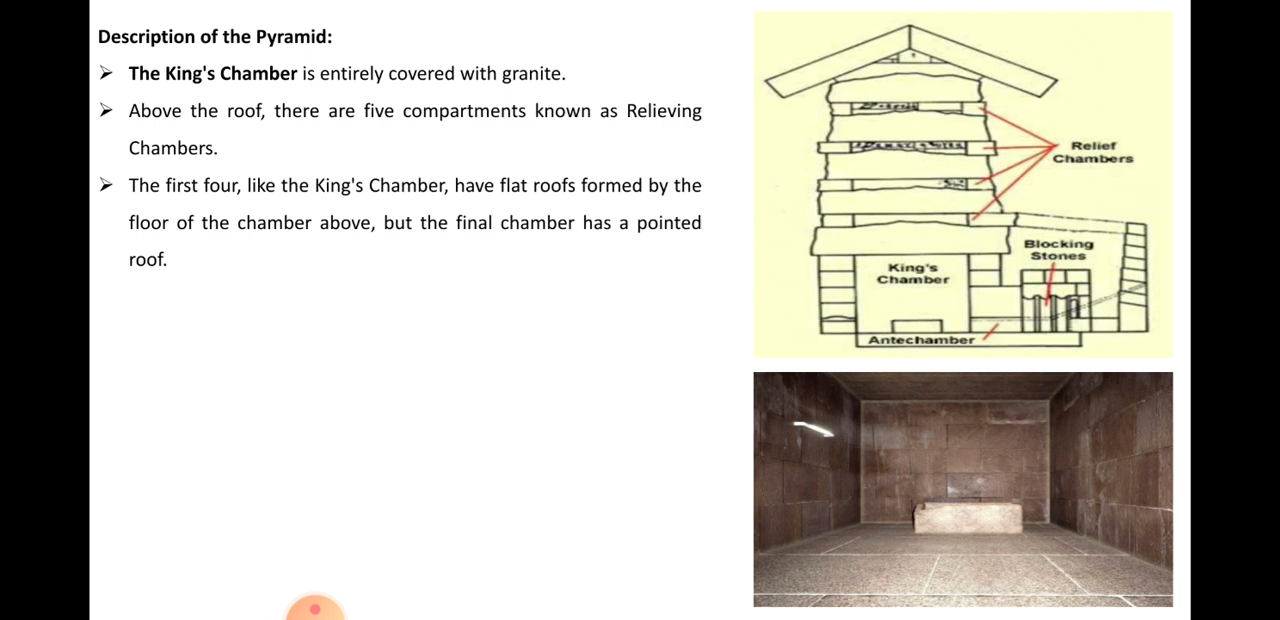 Description of the Pyramid:
➢ The King's Chamber is entirely covered with granite.
➢ Above the roof, there are five compartments known as Relieving
Chambers.
➢ The first four, like the King's Chamber, have flat roofs formed by the
floor of the chamber above, but the final chamber has a pointed
roof.
Relief
Chambers
Blocking
Stones
King's
Chamber
Antechamber